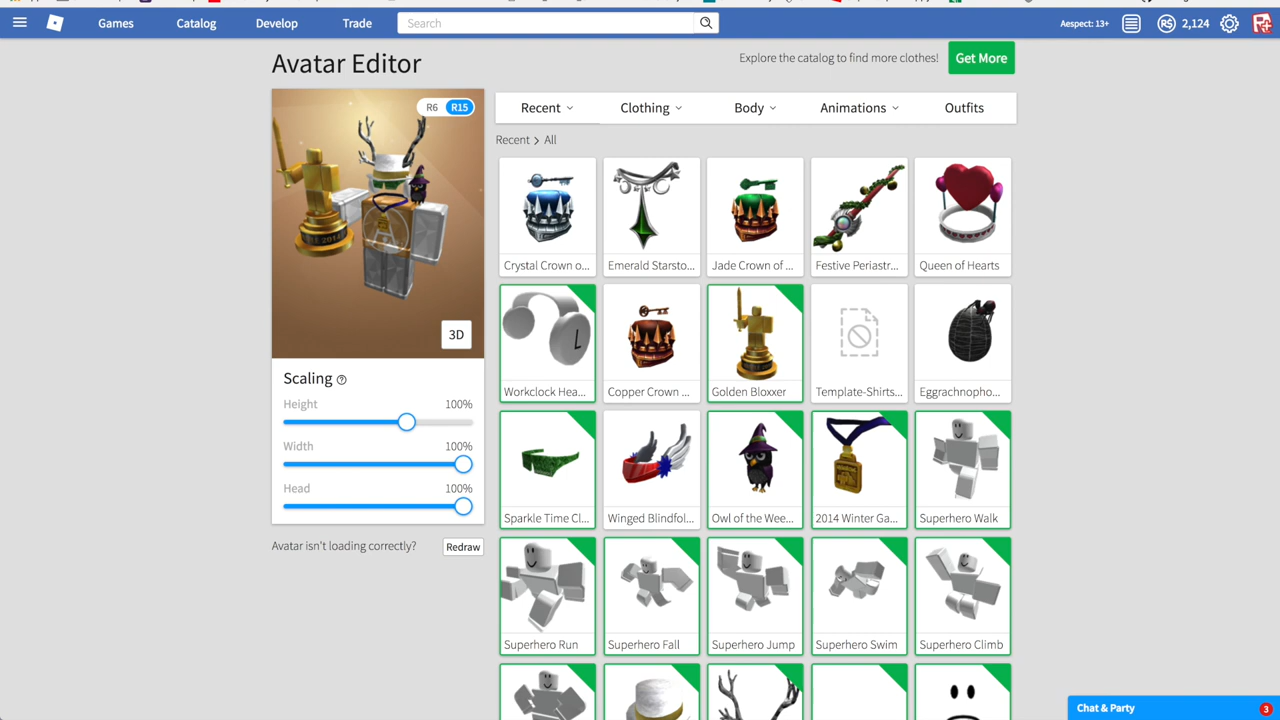 Games Catalog Develop Trade Search Aespect: 13+ R$ 2,124
Avatar Editor
Explore the catalog to find more clothes! Get More
R6 R15
3D
Scaling
Height 100%
Width 100%
Head 100%
Avatar isn't loading correctly? Redraw
Recent Clothing Body Animations Outfits
Recent > All
Crystal Crown o... Emerald Starsto... Jade Crown of ... Festive Periastr... Queen of Hearts
L
Workclock Hea... Copper Crown ... Golden Bloxxer Template-Shirts... Eggrachnopho...
Sparkle Time Cl... Winged Blindfol... Owl of the Wee... 2014 Winter Ga... Superhero Walk
Superhero Run Superhero Fall Superhero Jump Superhero Swim Superhero Climb
Chat & Party 3